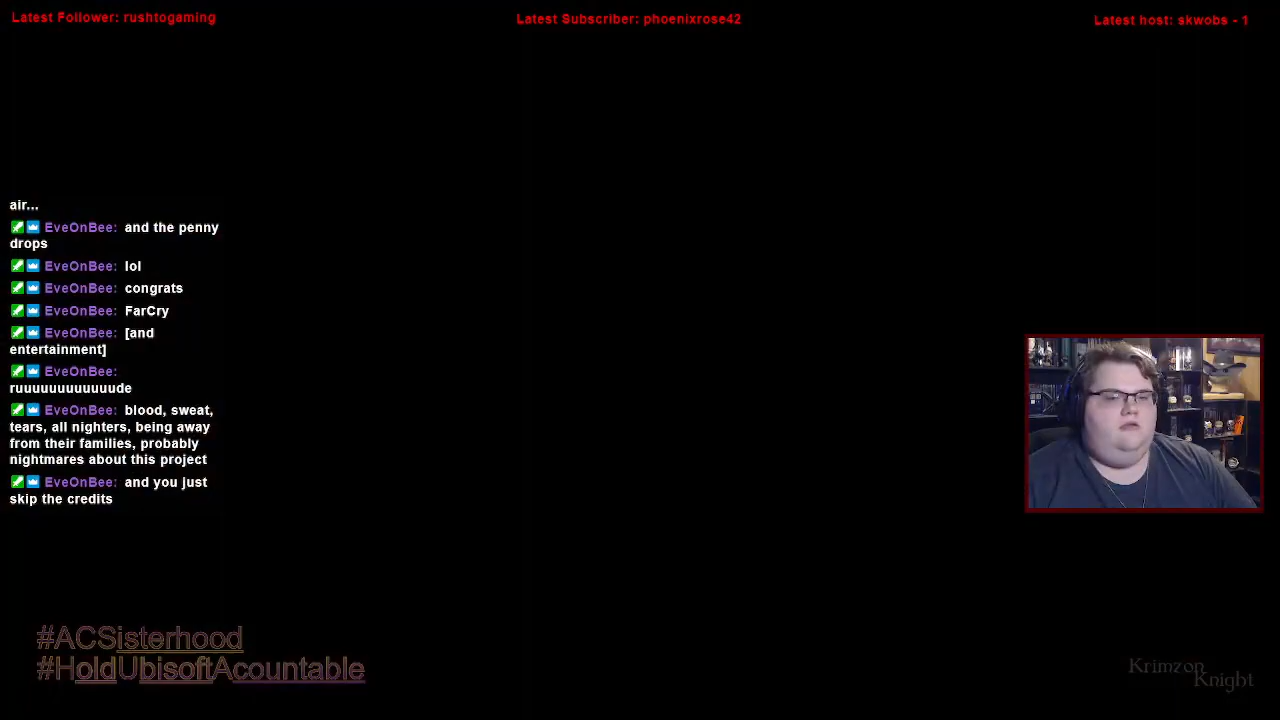 Latest Follower: rushtogaming
Latest Subscriber: phoenixrose42
Latest host: skwobs - 1
air...
EveOnBee: and the penny
drops
EveOnBee: lol
EveOnBee: congrats
EveOnBee: FarCry
EveOnBee: [and
entertainment]
EveOnBee:
ruuuuuuuuuuuude
EveOnBee: blood, sweat,
tears, all nighters, being away
from their families, probably
nightmares about this project
EveOnBee: and you just
skip the credits
#ACSisterhood
#HoldUbisoftAcountable
Krimzon
Knight